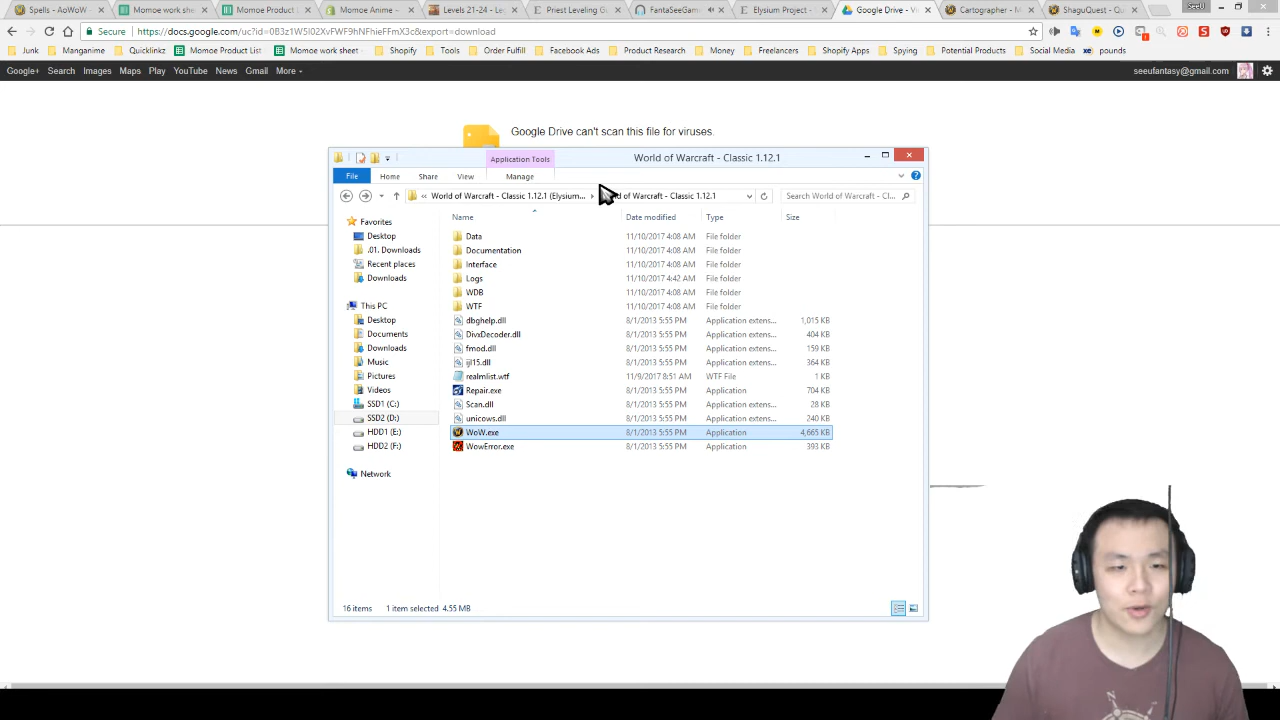 Spells - AoWoW -
Momoe work she
Momoe Product
Momoe Anime -
Levels 21-24 - Leg
Priest Leveling G
FantaSeeGami
Elysium Project -
Google Drive - Vi
Cartographer - M
ShaguQuest - Qu
SeeU
Secure
https://docs.google.com/uc?id=0B3z1W5I02XvFWF9hNFhieFFmX3c&export=download
Junk
Manganime
Quicklinkz
Momoe Product List
Momoe work sheet
Shopify
Tools
Order Fulfill
Facebook Ads
Product Research
Money
Freelancers
Shopify Apps
Spying
Potential Products
Social Media
xe
pounds
Google+ Search Images Maps Play YouTube News Gmail More
seeufantasy@gmail.com
Google Drive can't scan this file for viruses.
Application Tools
World of Warcraft - Classic 1.12.1
File Home Share View Manage
« World of Warcraft - Classic 1.12.1 (Elysium...
rld of Warcraft - Classic 1.12.1
Search World of Warcraft - Cl...
Name Date modified Type Size
Favorites
Desktop
.01. Downloads
Recent places
Downloads
This PC
Desktop
Documents
Downloads
Music
Pictures
Videos
SSD1 (C:)
SSD2 (D:)
HDD1 (E:)
HDD2 (F:)
Network
Data 11/10/2017 4:08 AM File folder
Documentation 11/10/2017 4:08 AM File folder
Interface 11/10/2017 4:08 AM File folder
Logs 11/10/2017 4:42 AM File folder
WDB 11/10/2017 4:08 AM File folder
WTF 11/10/2017 4:08 AM File folder
dbghelp.dll 8/1/2013 5:55 PM Application extens... 1,015 KB
DivxDecoder.dll 8/1/2013 5:55 PM Application extens... 404 KB
fmod.dll 8/1/2013 5:55 PM Application extens... 159 KB
ijl15.dll 8/1/2013 5:55 PM Application extens... 364 KB
realmlist.wtf 11/9/2017 8:51 AM WTF File 1 KB
Repair.exe 8/1/2013 5:55 PM Application 704 KB
Scan.dll 8/1/2013 5:55 PM Application extens... 28 KB
unicows.dll 8/1/2013 5:55 PM Application extens... 240 KB
WoW.exe 8/1/2013 5:55 PM Application 4,665 KB
WowError.exe 8/1/2013 5:55 PM Application 393 KB
16 items 1 item selected 4.55 MB